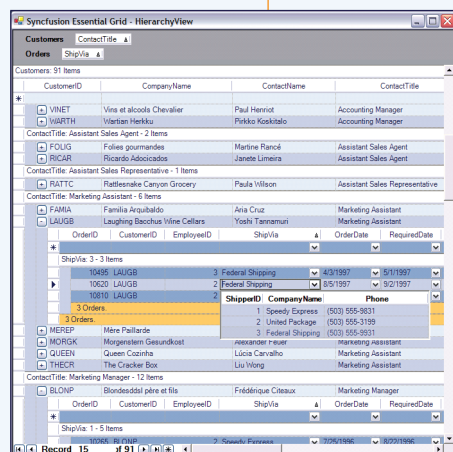 Syncfusion Essential Grid - HierarchyView
Customers ContactTitle
Orders ShipVia
Customers: 91 Items
CustomerID CompanyName ContactName ContactTitle
VINET Vins et alcools Chevalier Paul Henriot Accounting Manager
WARTH Wartian Herkku Pirkko Koskitalo Accounting Manager
ContactTitle: Assistant Sales Agent - 2 Items
FOLIG Folies gourmandes Martine Rancé Assistant Sales Agent
RICAR Ricardo Adocicados Janete Limeira Assistant Sales Agent
ContactTitle: Assistant Sales Representative - 1 Items
RATTC Rattlesnake Canyon Grocery Paula Wilson Assistant Sales Representative
ContactTitle: Marketing Assistant - 6 Items
FAMIA Familia Arquibaldo Aria Cruz Marketing Assistant
LAUGB Laughing Bacchus Wine Cellars Yoshi Tannamuri Marketing Assistant
OrderID CustomerID EmployeeID ShipVia OrderDate RequiredDate
ShipVia: 3 - 3 Items
10495 LAUGB 3 Federal Shipping 4/3/1997 5/1/1997
10620 LAUGB 2 Federal Shipping 8/5/1997 9/2/1997
10810 LAUGB 2
ShipperID CompanyName Phone
1 Speedy Express (503) 555-9831
2 United Package (503) 555-3199
3 Federal Shipping (503) 555-9931
3 Orders.
3 Orders.
MEREP Mère Paillarde Marketing Assistant
MORGK Morgenstern Gesundkost Alexander Feuer Marketing Assistant
QUEEN Queen Cozinha Lúcia Carvalho Marketing Assistant
THECR The Cracker Box Liu Wong Marketing Assistant
ContactTitle: Marketing Manager - 12 Items
BLONP Blondesddsl père et fils Frédérique Citeaux Marketing Manager
OrderID CustomerID EmployeeID ShipVia OrderDate RequiredDate
ShipVia: 1 - 5 Items
10265 BLONP 2 Speedy Express 7/25/1996 8/22/1996
Record 15 of 91